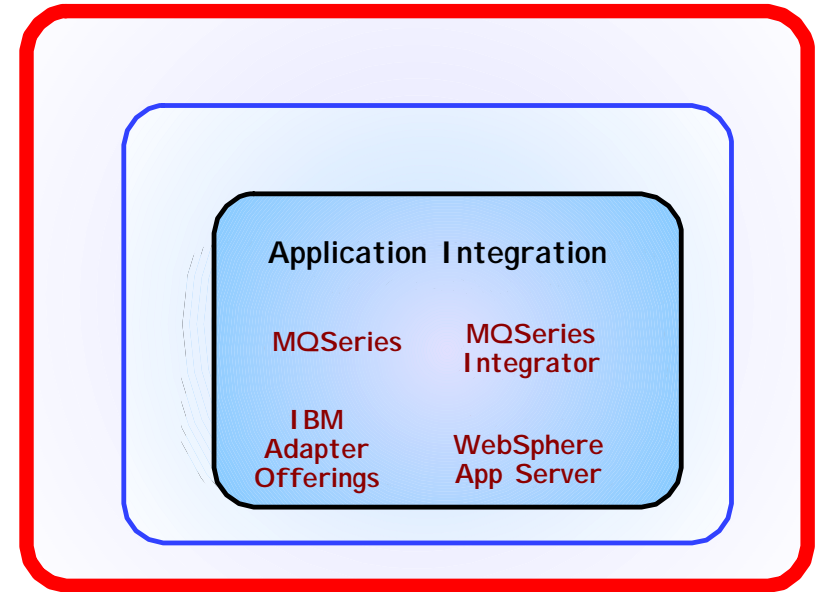 Application Integration
MQSeries
MQSeries
Integrator
IBM
Adapter
Offerings
WebSphere
App Server